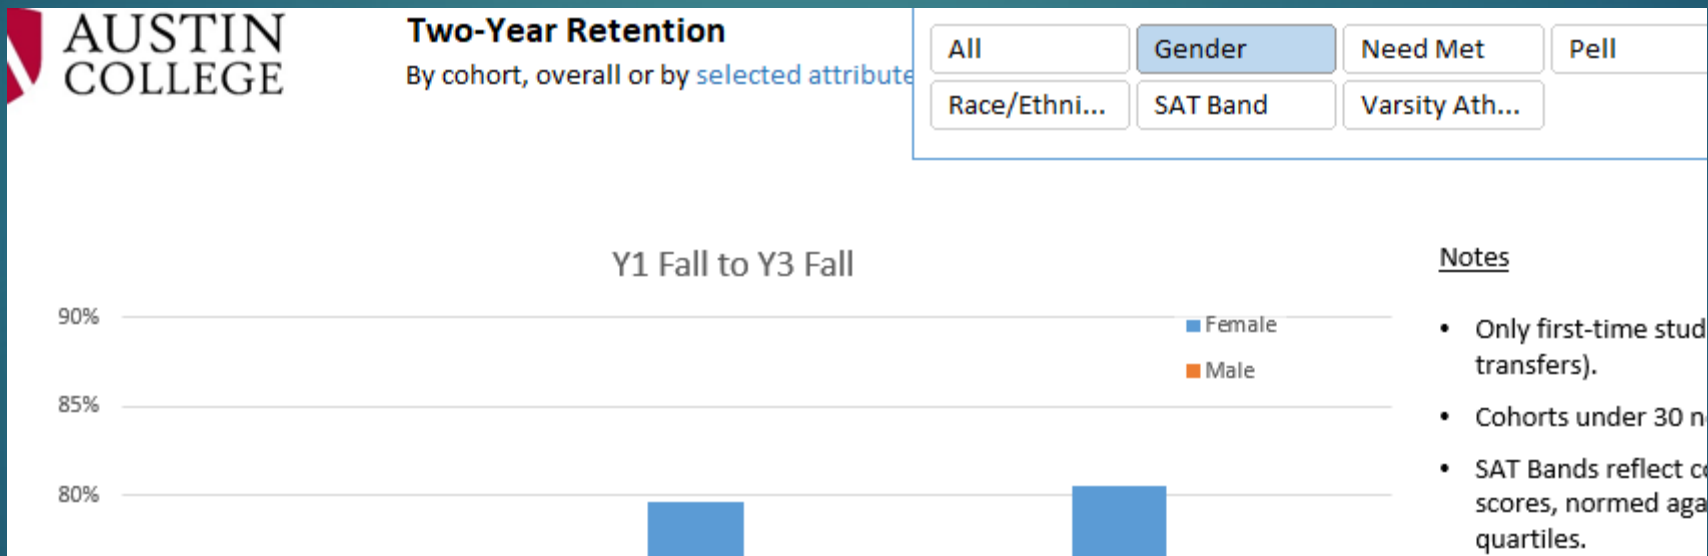 AUSTIN
COLLEGE
Two-Year Retention
By cohort, overall or by selected attribute
All
Gender
Need Met
Pell
Race/Ethni...
SAT Band
Varsity Ath...
Y1 Fall to Y3 Fall
90%
85%
80%
Female
Male
Notes
• Only first-time stud
transfers).
• Cohorts under 30 n
• SAT Bands reflect c
scores, normed aga
quartiles.